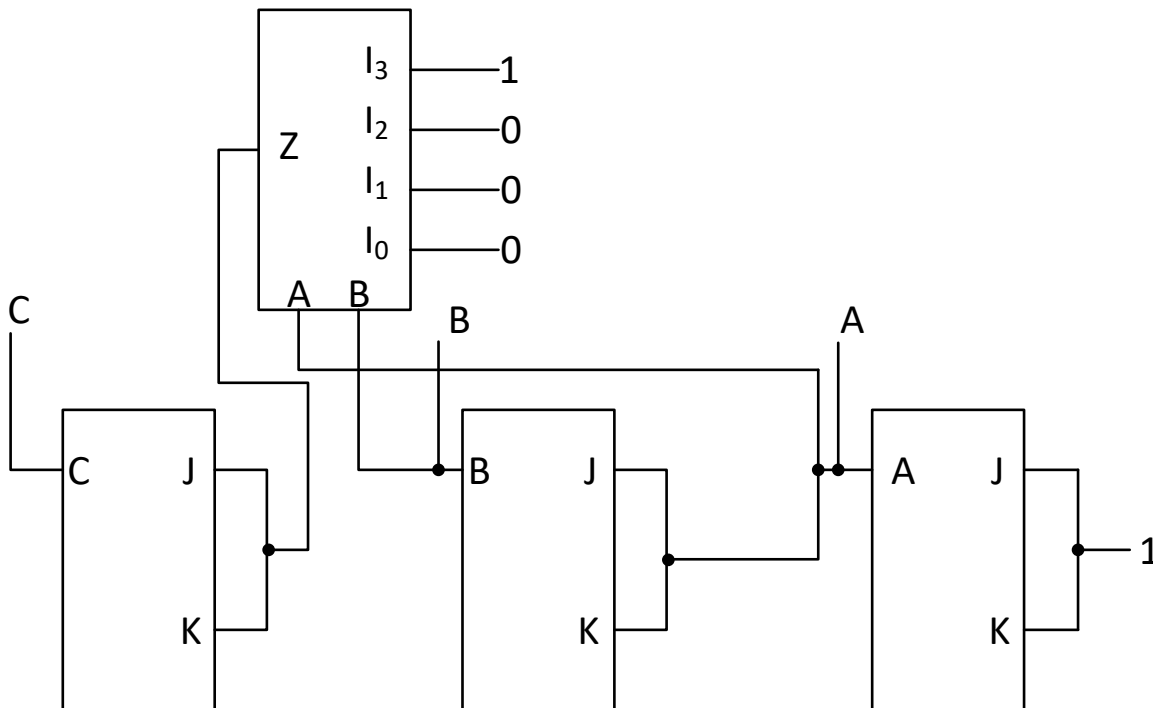 I₃ 1
I₂ 0
Z
I₁ 0
I₀ 0
A B
C B A
C J B J A J
1
K K K